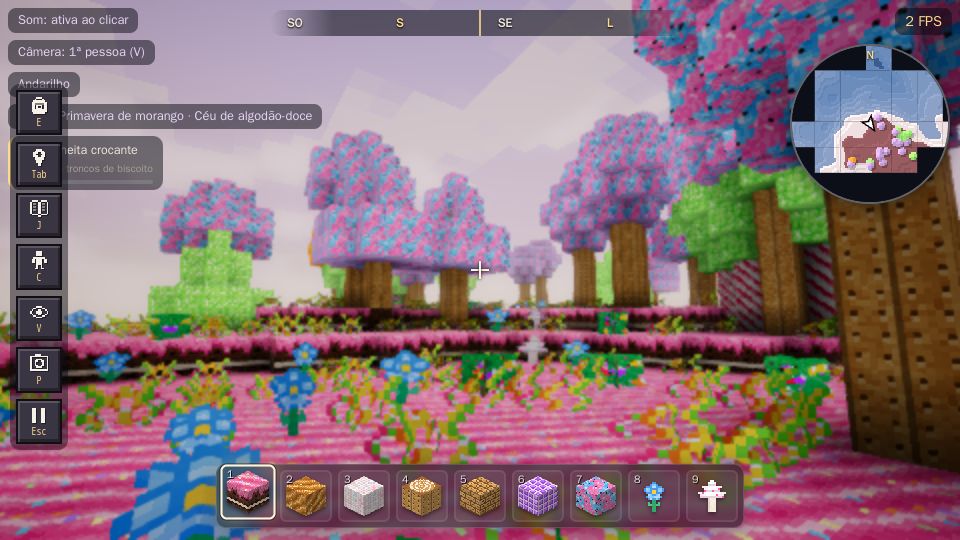 Som: ativa ao clicar
SO
S
SE
L
2 FPS
Câmera: 1ª pessoa (V)
N
Andarilho
E
Primavera de morango · Céu de algodão-doce
crocante
troncos de biscoito
Tab
J
C
V
P
Esc
1
2
3
4
5
6
7
8
9